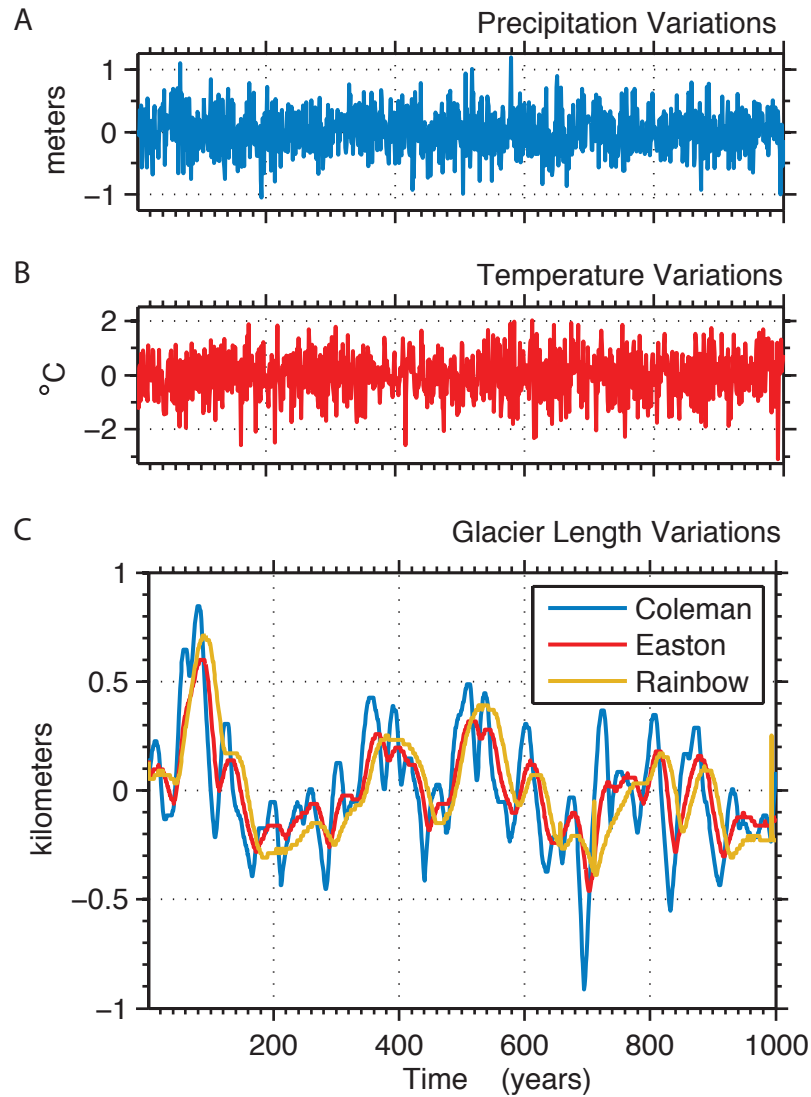 A
Precipitation Variations
meters
1
0
−1
B
Temperature Variations
°C
2
0
−2
C
Glacier Length Variations
kilometers
1
0.5
0
−0.5
−1
Coleman
Easton
Rainbow
200
400
600
800
1000
Time (years)